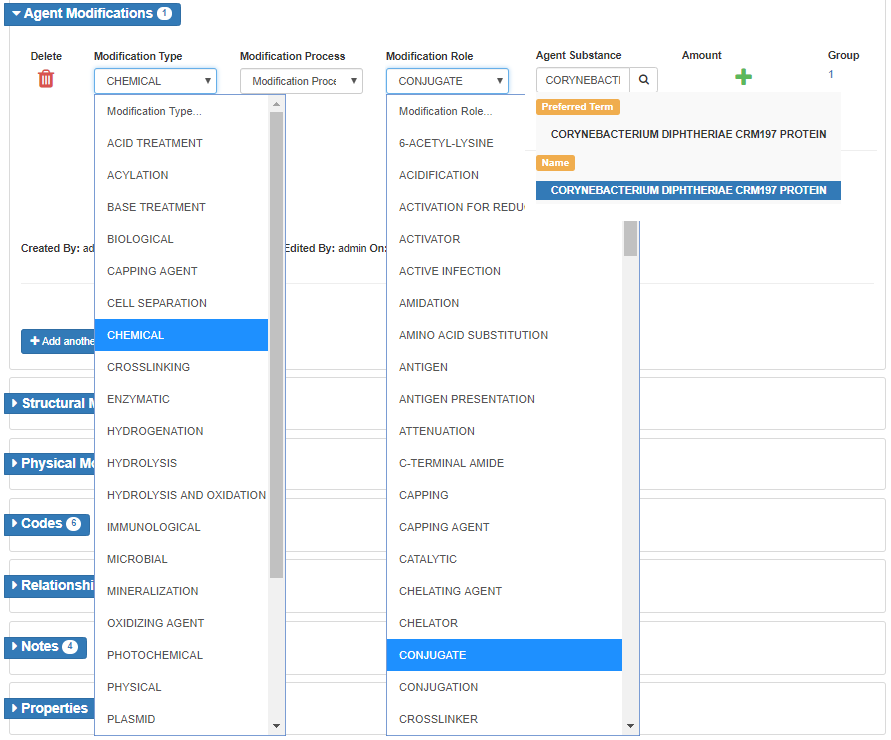 Agent Modifications 1
Delete
Modification Type
Modification Process
Modification Role
Agent Substance
Amount
Group
CHEMICAL
Modification Proce
CONJUGATE
CORYNEBACTI
1
Modification Type...
ACID TREATMENT
ACYLATION
BASE TREATMENT
BIOLOGICAL
CAPPING AGENT
CELL SEPARATION
CHEMICAL
CROSSLINKING
ENZYMATIC
HYDROGENATION
HYDROLYSIS
HYDROLYSIS AND OXIDATION
IMMUNOLOGICAL
MICROBIAL
MINERALIZATION
OXIDIZING AGENT
PHOTOCHEMICAL
PHYSICAL
PLASMID
Modification Role...
6-ACETYL-LYSINE
ACIDIFICATION
ACTIVATION FOR REDU
ACTIVATOR
ACTIVE INFECTION
AMIDATION
AMINO ACID SUBSTITUTION
ANTIGEN
ANTIGEN PRESENTATION
ATTENUATION
C-TERMINAL AMIDE
CAPPING
CAPPING AGENT
CATALYTIC
CHELATING AGENT
CHELATOR
CONJUGATE
CONJUGATION
CROSSLINKER
Preferred Term
CORYNEBACTERIUM DIPHTHERIAE CRM197 PROTEIN
Name
CORYNEBACTERIUM DIPHTHERIAE CRM197 PROTEIN
Created By: ad
Edited By: admin On:
Add anothe
Structural M
Physical Mo
Codes 6
Relationshi
Notes 4
Properties